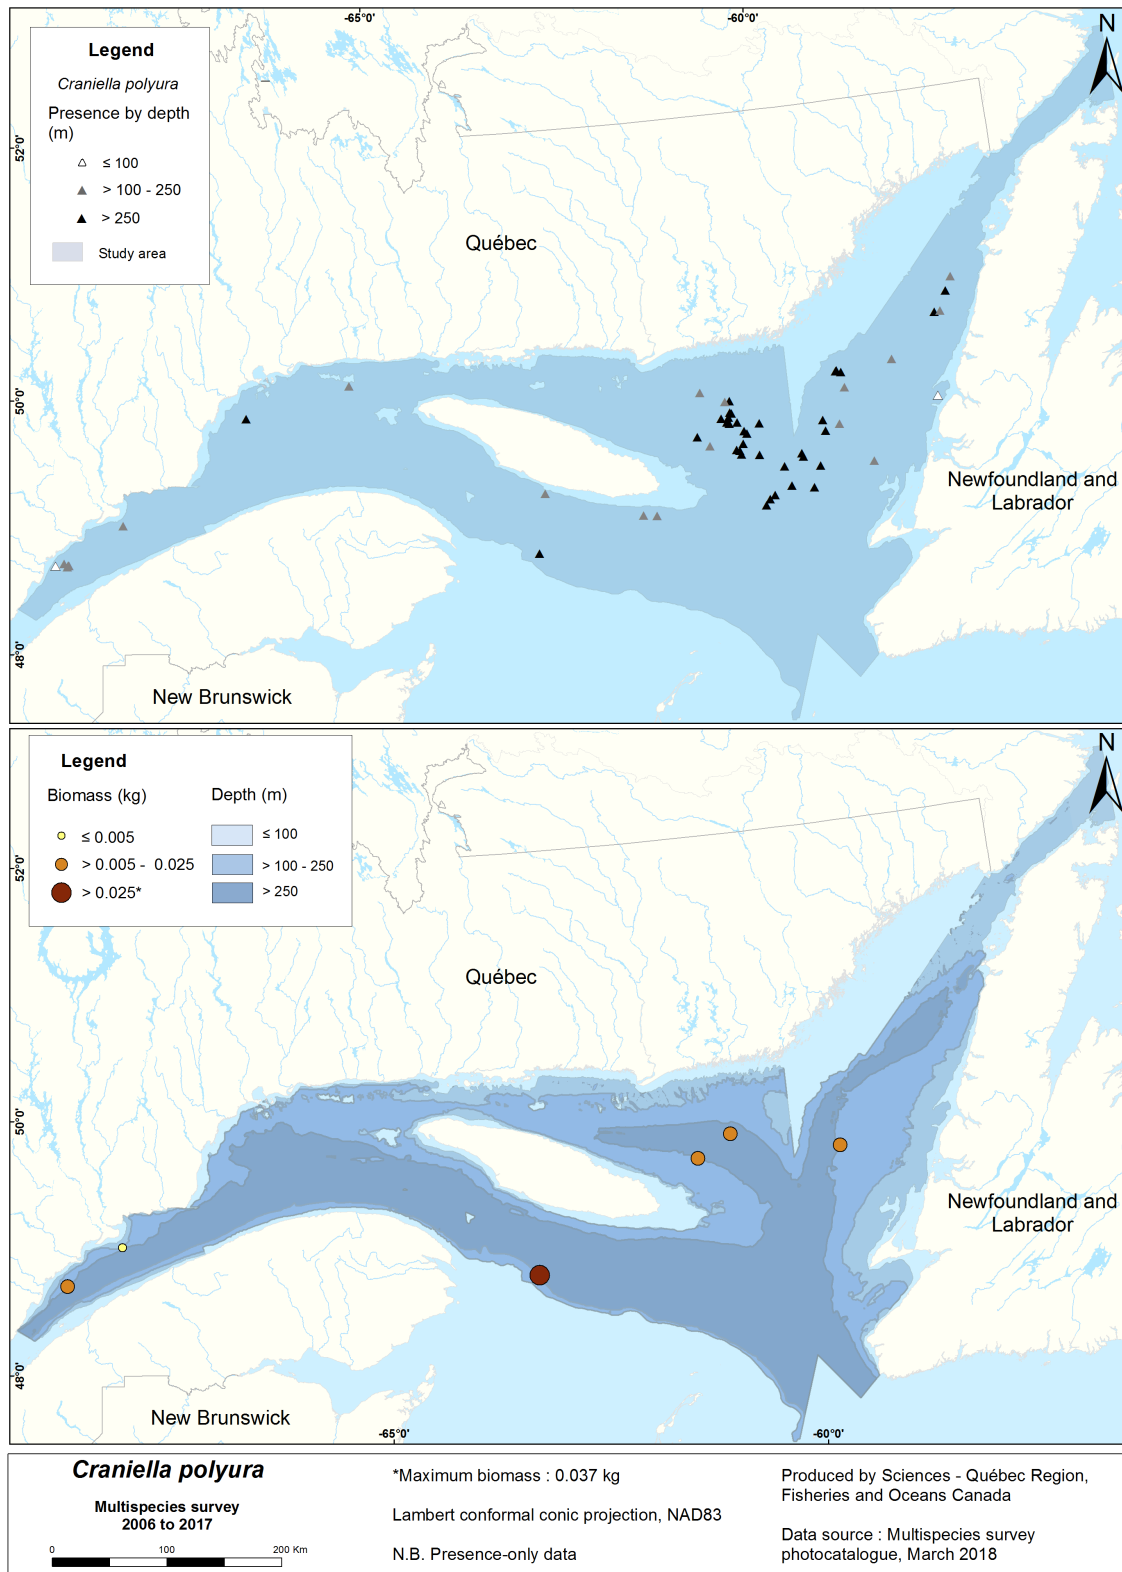 -65°0'
-60°0'
N
Legend
Craniella polyura
Presence by depth
(m)
≤ 100
> 100 - 250
> 250
Study area
52°0'
50°0'
48°0'
Québec
Newfoundland and
Labrador
New Brunswick
N
Legend
Biomass (kg)
≤ 0.005
> 0.005 - 0.025
> 0.025*
Depth (m)
≤ 100
> 100 - 250
> 250
52°0'
50°0'
48°0'
Québec
Newfoundland and
Labrador
New Brunswick
-65°0'
-60°0'
Craniella polyura
Multispecies survey
2006 to 2017
0 100 200 Km
*Maximum biomass : 0.037 kg
Lambert conformal conic projection, NAD83
N.B. Presence-only data
Produced by Sciences - Québec Region,
Fisheries and Oceans Canada
Data source : Multispecies survey
photocatalogue, March 2018